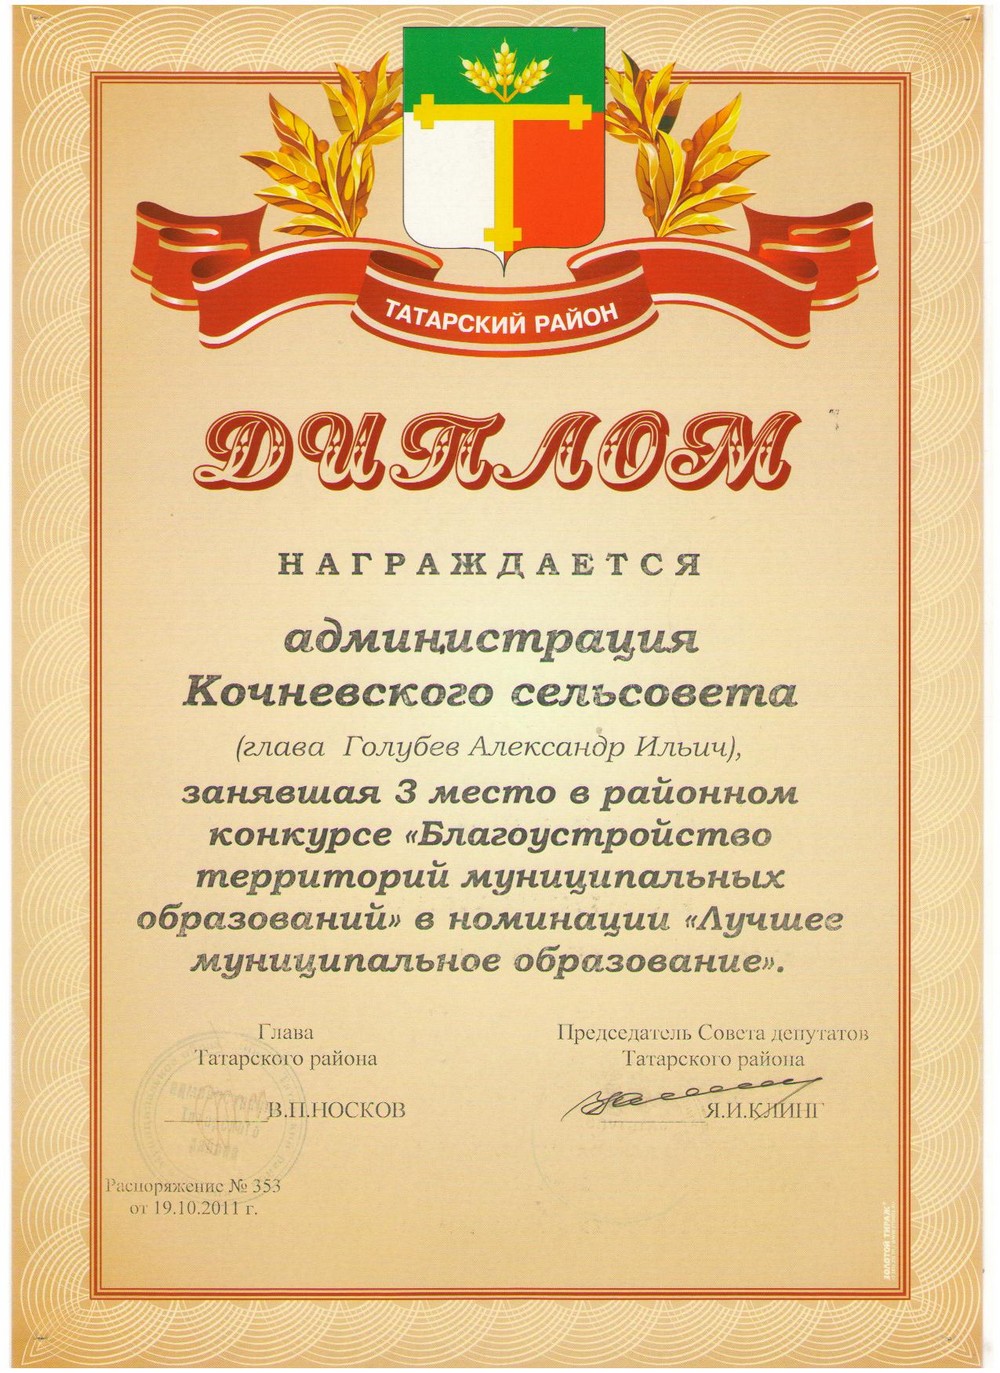 ТАТАРСКИЙ РАЙОН
ДИПЛОМ
НАГРАЖДАЕТСЯ
администрация
Кочневского сельсовета
(глава Голубев Александр Ильич),
занявшая 3 место в районном
конкурсе «Благоустройство
территорий муниципальных
образований» в номинации «Лучшее
муниципальное образование».
Глава
Татарского района
В.П.НОСКОВ
Председатель Совета депутатов
Татарского района
Я.И.КЛИНГ
Распоряжение № 353
от 19.10.2011 г.
ЗОЛОТОЙ ТИРАЖ